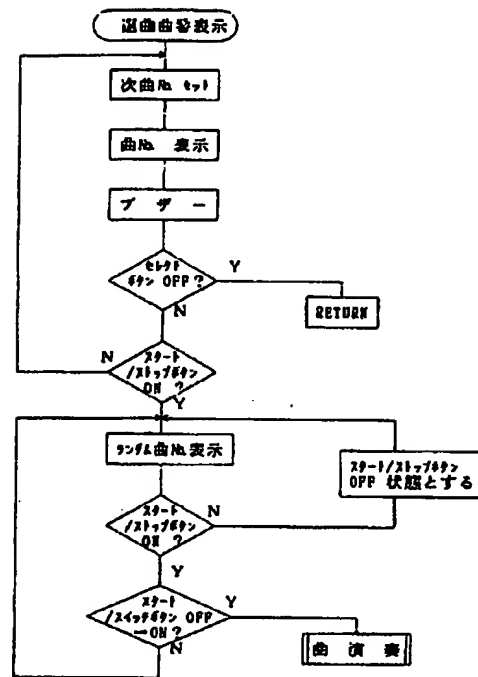 選曲曲番表示
次曲No. セット
曲No. 表示
ブザー
セレクト
ボタン OFF?
Y
N
RETURN
N
スタート
/ストップボタン
ON ?
Y
ランダム曲No.表示
スタート/ストップボタン
OFF 状態とする
スタート
/ストップボタン
ON ?
N
Y
スタート
/スイッチボタン OFF
→ON?
Y
N
曲演奏